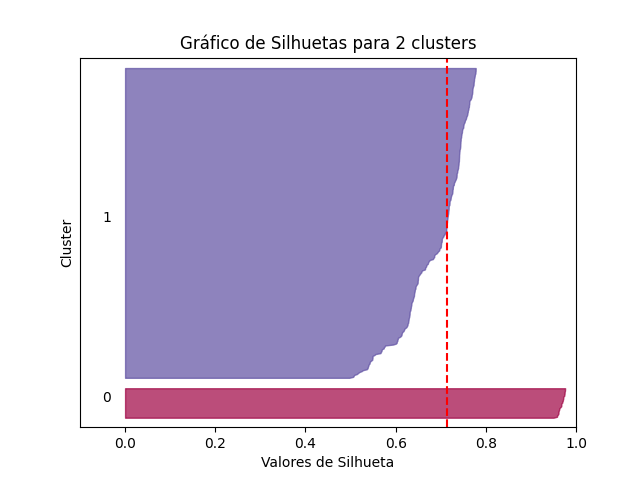 Gráfico de Silhuetas para 2 clusters
Cluster
1
0
0.0 0.2 0.4 0.6 0.8 1.0
Valores de Silhueta